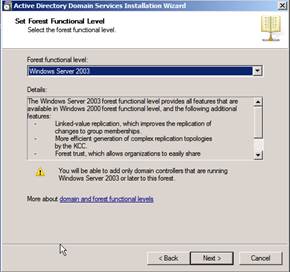 Active Directory Domain Services Installation Wizard
Set Forest Functional Level
Select the forest functional level.
Forest functional level:
Windows Server 2003
Details:
The Windows Server 2003 forest functional level provides all features that are
available in Windows 2000 forest functional level, and the following additional
features:
- Linked-value replication, which improves the replication of
changes to group memberships.
- More efficient generation of complex replication topologies
by the KCC.
- Forest trust, which allows organizations to easily share
You will be able to add only domain controllers that are running
Windows Server 2003 or later to this forest.
More about domain and forest functional levels
< Back
Next >
Cancel